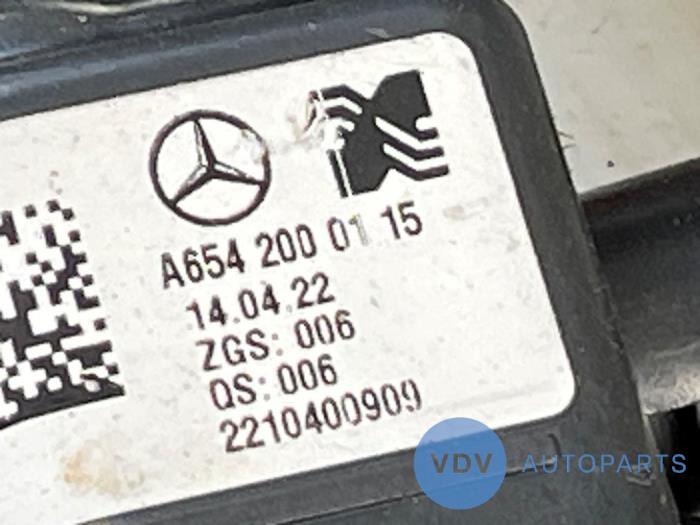 A654 200 01 15
14.04.22
ZGS: 006
QS: 006
2210400909
VDV AUTOPARTS